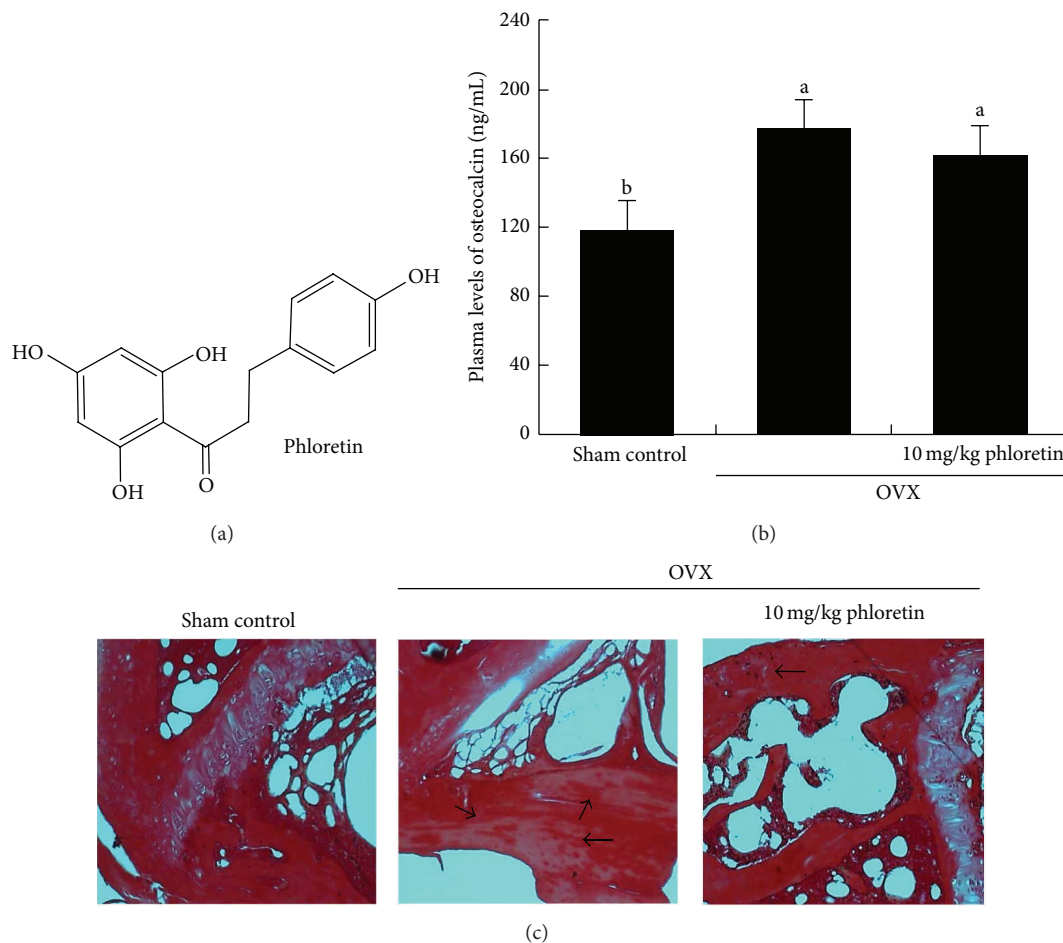 OH
HO
OH
OH
O
Phloretin
(a)
Plasma levels of osteocalcin (ng/mL)
240
200
160
120
80
40
0
b
a
a
Sham control
10 mg/kg phloretin
OVX
(b)
OVX
Sham control
10 mg/kg phloretin
(c)